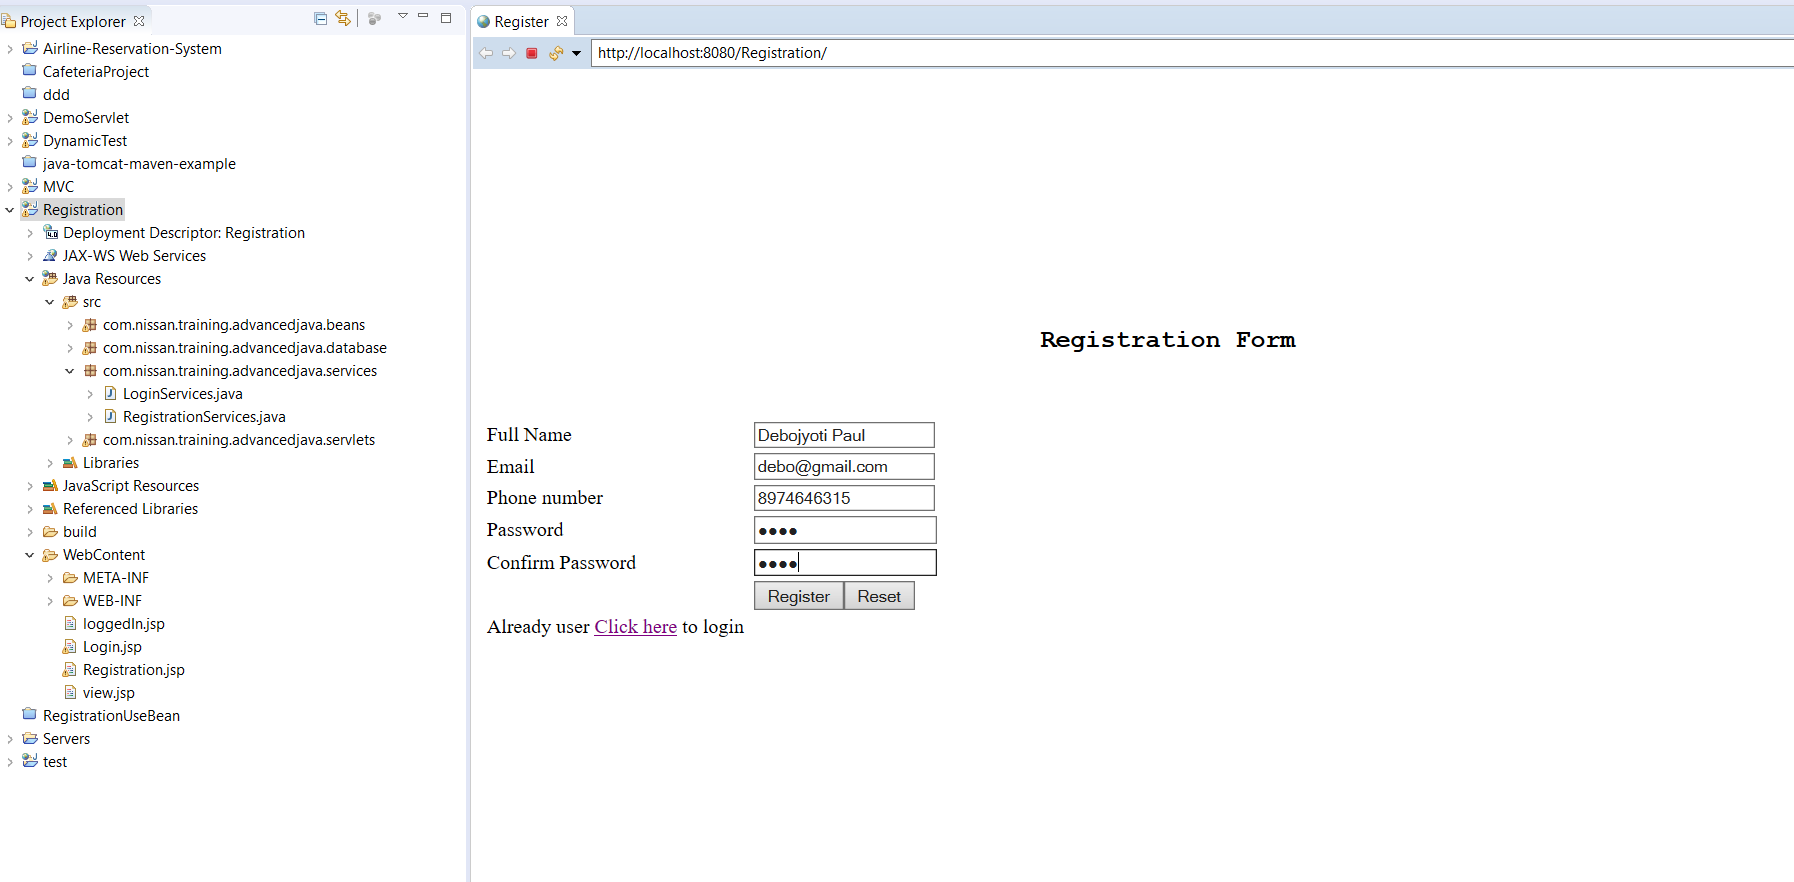 Project Explorer
Airline-Reservation-System
CafeteriaProject
ddd
DemoServlet
DynamicTest
java-tomcat-maven-example
MVC
Registration
Deployment Descriptor: Registration
JAX-WS Web Services
Java Resources
src
com.nissan.training.advancedjava.beans
com.nissan.training.advancedjava.database
com.nissan.training.advancedjava.services
LoginServices.java
RegistrationServices.java
com.nissan.training.advancedjava.servlets
Libraries
JavaScript Resources
Referenced Libraries
build
WebContent
META-INF
WEB-INF
loggedIn.jsp
Login.jsp
Registration.jsp
view.jsp
RegistrationUseBean
Servers
test
Register
http://localhost:8080/Registration/
Registration Form
Full Name Debojyoti Paul
Email debo@gmail.com
Phone number 8974646315
Password ●●●●
Confirm Password ●●●●
Register Reset
Already user Click here to login